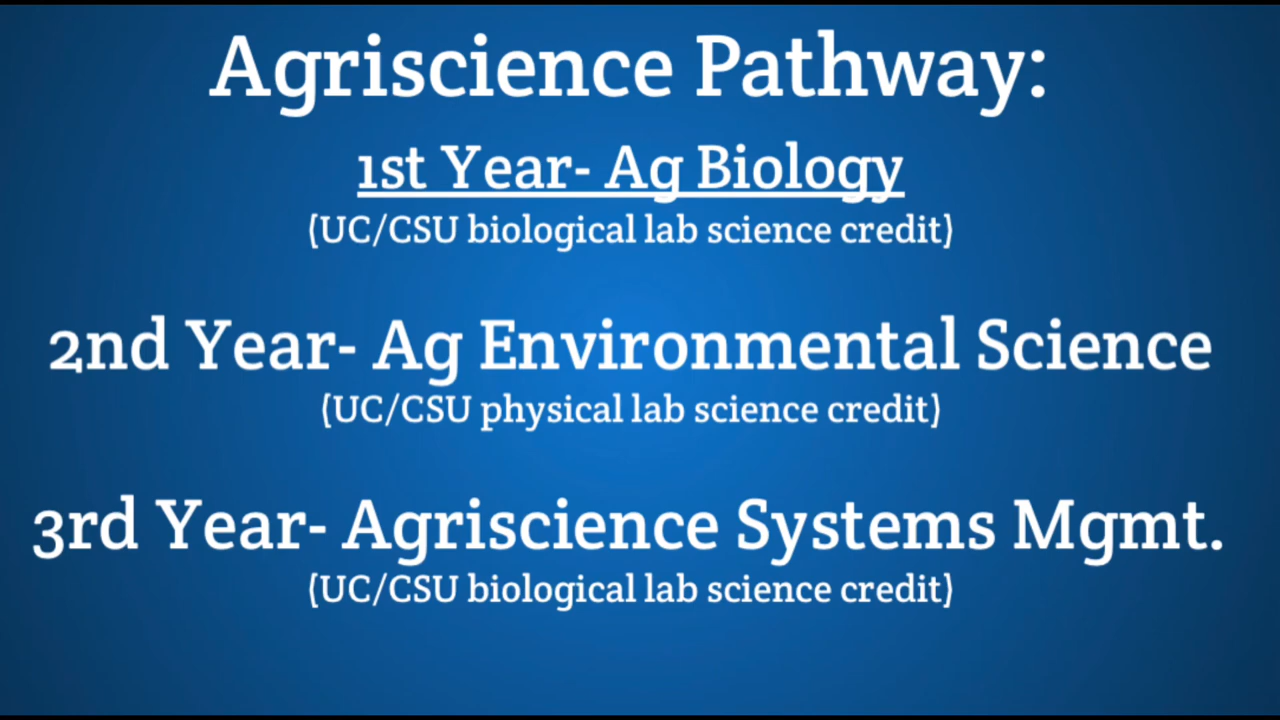 Agriscience Pathway:
1st Year- Ag Biology
(UC/CSU biological lab science credit)
2nd Year- Ag Environmental Science
(UC/CSU physical lab science credit)
3rd Year- Agriscience Systems Mgmt.
(UC/CSU biological lab science credit)